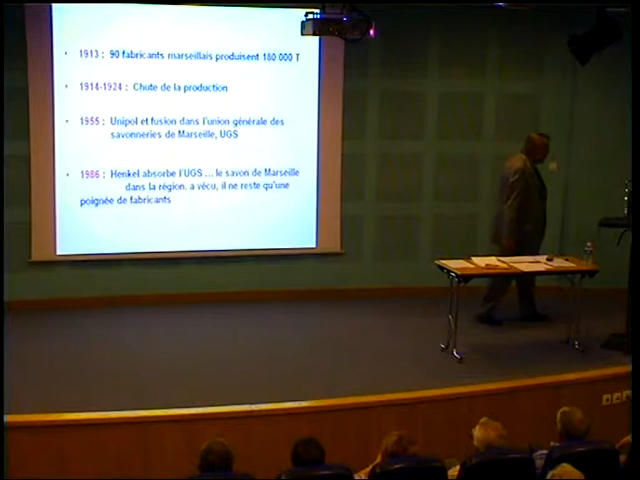 • 1913 : 90 fabricants marseillais produisent 180 000 T
• 1914-1924 : Chute de la production
• 1955 : Unipol et fusion dans l'union générale des
savonneries de Marseille, UGS
• 1986 : Henkel absorbe l'UGS ... le savon de Marseille
dans la région. a vécu, il ne reste qu'une
poignée de fabricants